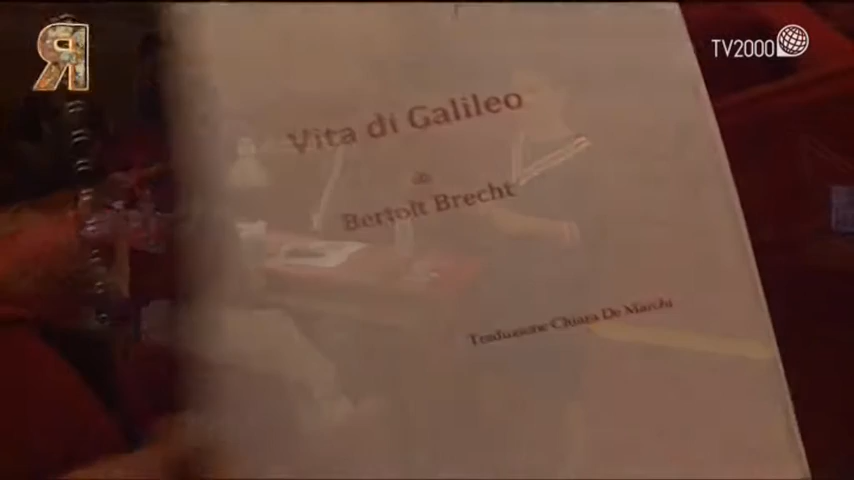 R
TV2000
Vita di Galileo
di
Bertolt Brecht
Traduzione Chiara De Marchi